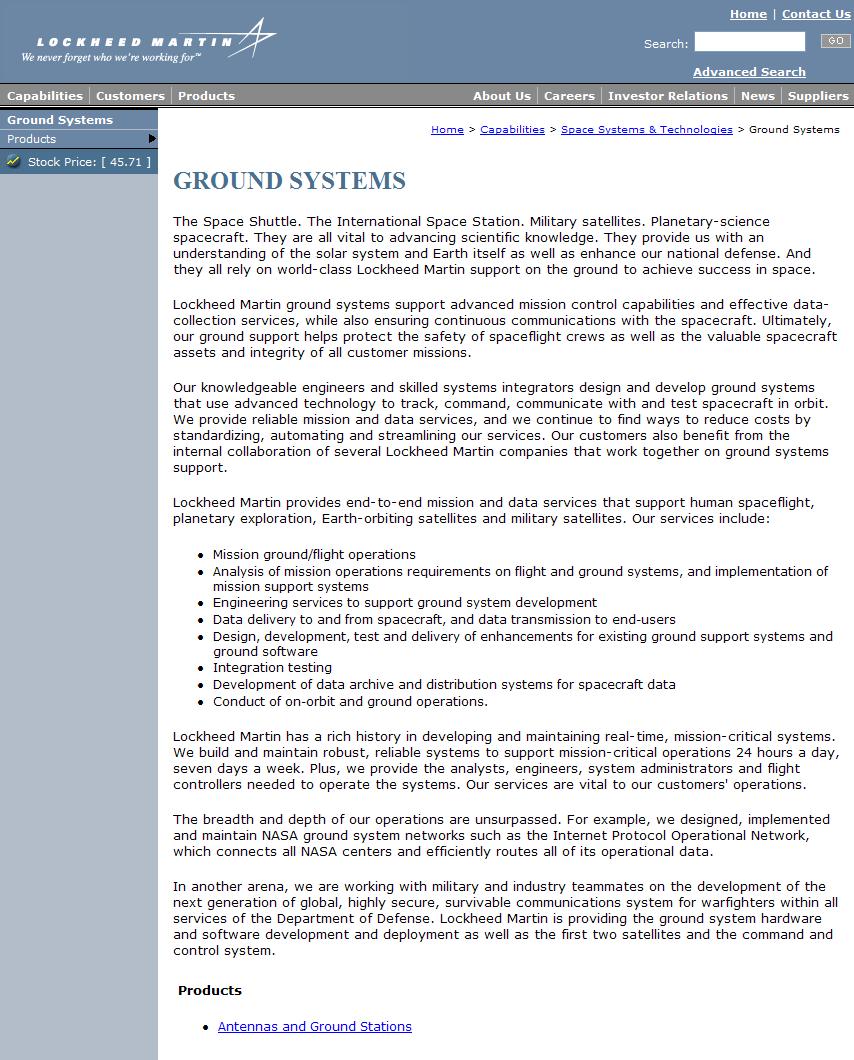 Home | Contact Us
LOCKHEED MARTIN
We never forget who we're working for™
Search: GO
Advanced Search
Capabilities | Customers | Products
About Us | Careers | Investor Relations | News | Suppliers
Ground Systems
Products
Stock Price: [ 45.71 ]
Home > Capabilities > Space Systems & Technologies > Ground Systems
GROUND SYSTEMS
The Space Shuttle. The International Space Station. Military satellites. Planetary-science
spacecraft. They are all vital to advancing scientific knowledge. They provide us with an
understanding of the solar system and Earth itself as well as enhance our national defense. And
they all rely on world-class Lockheed Martin support on the ground to achieve success in space.
Lockheed Martin ground systems support advanced mission control capabilities and effective data-
collection services, while also ensuring continuous communications with the spacecraft. Ultimately,
our ground support helps protect the safety of spaceflight crews as well as the valuable spacecraft
assets and integrity of all customer missions.
Our knowledgeable engineers and skilled systems integrators design and develop ground systems
that use advanced technology to track, command, communicate with and test spacecraft in orbit.
We provide reliable mission and data services, and we continue to find ways to reduce costs by
standardizing, automating and streamlining our services. Our customers also benefit from the
internal collaboration of several Lockheed Martin companies that work together on ground systems
support.
Lockheed Martin provides end-to-end mission and data services that support human spaceflight,
planetary exploration, Earth-orbiting satellites and military satellites. Our services include:
• Mission ground/flight operations
• Analysis of mission operations requirements on flight and ground systems, and implementation of
mission support systems
• Engineering services to support ground system development
• Data delivery to and from spacecraft, and data transmission to end-users
• Design, development, test and delivery of enhancements for existing ground support systems and
ground software
• Integration testing
• Development of data archive and distribution systems for spacecraft data
• Conduct of on-orbit and ground operations.
Lockheed Martin has a rich history in developing and maintaining real-time, mission-critical systems.
We build and maintain robust, reliable systems to support mission-critical operations 24 hours a day,
seven days a week. Plus, we provide the analysts, engineers, system administrators and flight
controllers needed to operate the systems. Our services are vital to our customers' operations.
The breadth and depth of our operations are unsurpassed. For example, we designed, implemented
and maintain NASA ground system networks such as the Internet Protocol Operational Network,
which connects all NASA centers and efficiently routes all of its operational data.
In another arena, we are working with military and industry teammates on the development of the
next generation of global, highly secure, survivable communications system for warfighters within all
services of the Department of Defense. Lockheed Martin is providing the ground system hardware
and software development and deployment as well as the first two satellites and the command and
control system.
Products
• Antennas and Ground Stations